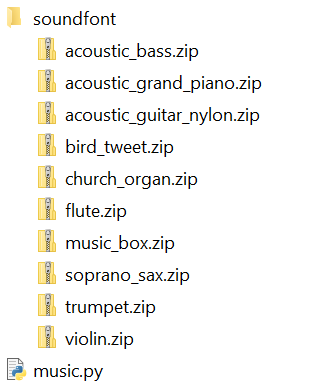 soundfont
acoustic_bass.zip
acoustic_grand_piano.zip
acoustic_guitar_nylon.zip
bird_tweet.zip
church_organ.zip
flute.zip
music_box.zip
soprano_sax.zip
trumpet.zip
violin.zip
music.py